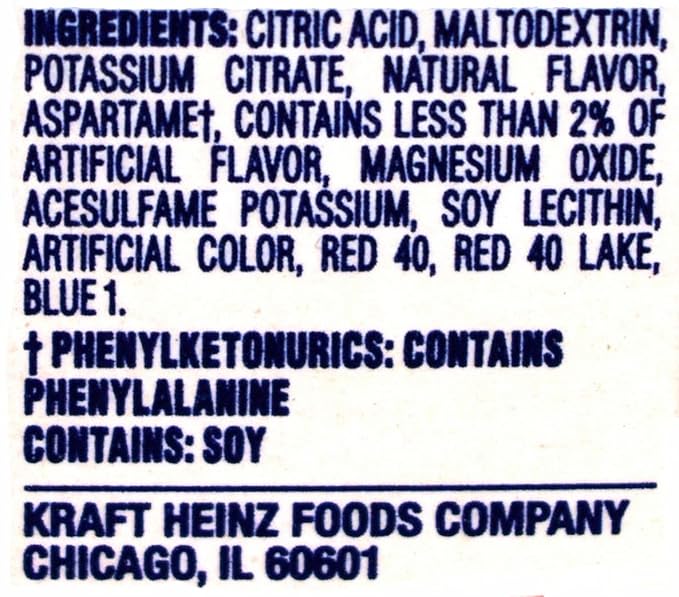 INGREDIENTS: CITRIC ACID, MALTODEXTRIN,
POTASSIUM CITRATE, NATURAL FLAVOR,
ASPARTAME†, CONTAINS LESS THAN 2% OF
ARTIFICIAL FLAVOR, MAGNESIUM OXIDE,
ACESULFAME POTASSIUM, SOY LECITHIN,
ARTIFICIAL COLOR, RED 40, RED 40 LAKE,
BLUE 1.
† PHENYLKETONURICS: CONTAINS
PHENYLALANINE
CONTAINS: SOY
KRAFT HEINZ FOODS COMPANY
CHICAGO, IL 60601